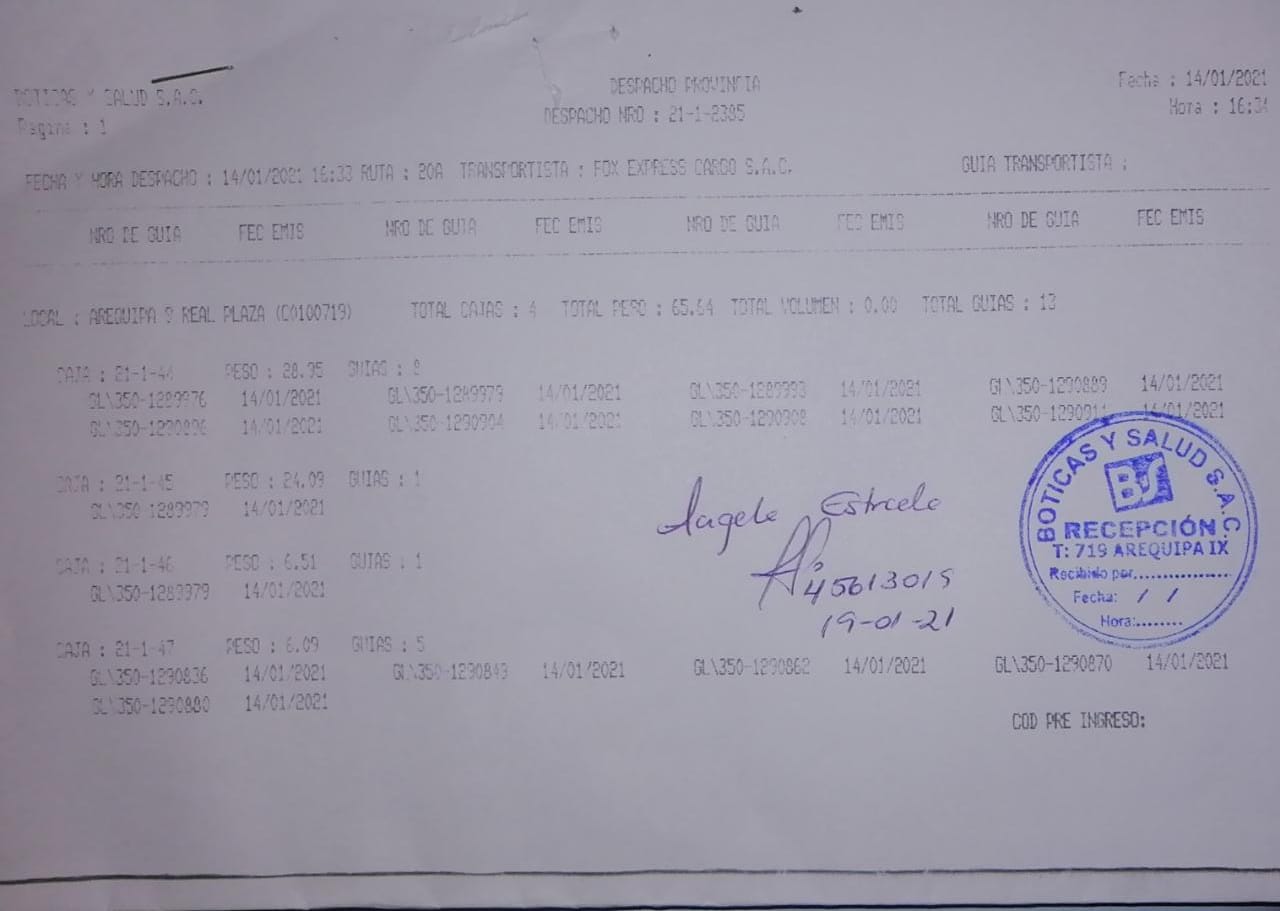 BOTICAS Y SALUD S.A.C.
DESPACHO PROVINCIA
Fecha : 14/01/2021
Pagina : 1
DESPACHO NRO : 21-1-2385
Hora : 16:34
FECHA Y HORA DESPACHO : 14/01/2021 16:33 RUTA : 20A TRANSPORTISTA : FOX EXPRESS CARGO S.A.C. GUIA TRANSPORTISTA :
NRO DE GUIA FEC EMIS NRO DE GUIA FEC EMIS NRO DE GUIA FEC EMIS NRO DE GUIA FEC EMIS
LOCAL : AREQUIPA 9 REAL PLAZA (C0100719) TOTAL CAJAS : 4 TOTAL PESO : 65.64 TOTAL VOLUMEN : 0.00 TOTAL GUIAS : 13
CAJA : 21-1-44 PESO : 28.95 GUIAS : 8
GL\350-1289976 14/01/2021 GL\350-1289979 14/01/2021 GL\350-1289993 14/01/2021 GL\350-1290889 14/01/2021
GL\350-1290896 14/01/2021 GL\350-1290904 14/01/2021 GL\350-1290908 14/01/2021 GL\350-1290911 14/01/2021
CAJA : 21-1-45 PESO : 24.09 GUIAS : 1
GL\350-1289979 14/01/2021
CAJA : 21-1-46 PESO : 6.51 GUIAS : 1
GL\350-1289979 14/01/2021
CAJA : 21-1-47 PESO : 6.09 GUIAS : 5
GL\350-1290836 14/01/2021 GL\350-1290849 14/01/2021 GL\350-1290862 14/01/2021 GL\350-1290870 14/01/2021
GL\350-1290880 14/01/2021
COD PRE INGRESO:
Angela Estrada
45613015
19-01-21
BOTICAS Y SALUD S.A.C.
BS
RECEPCIÓN
T: 719 AREQUIPA IX
Recibido por..................
Fecha: / /
Hora:........